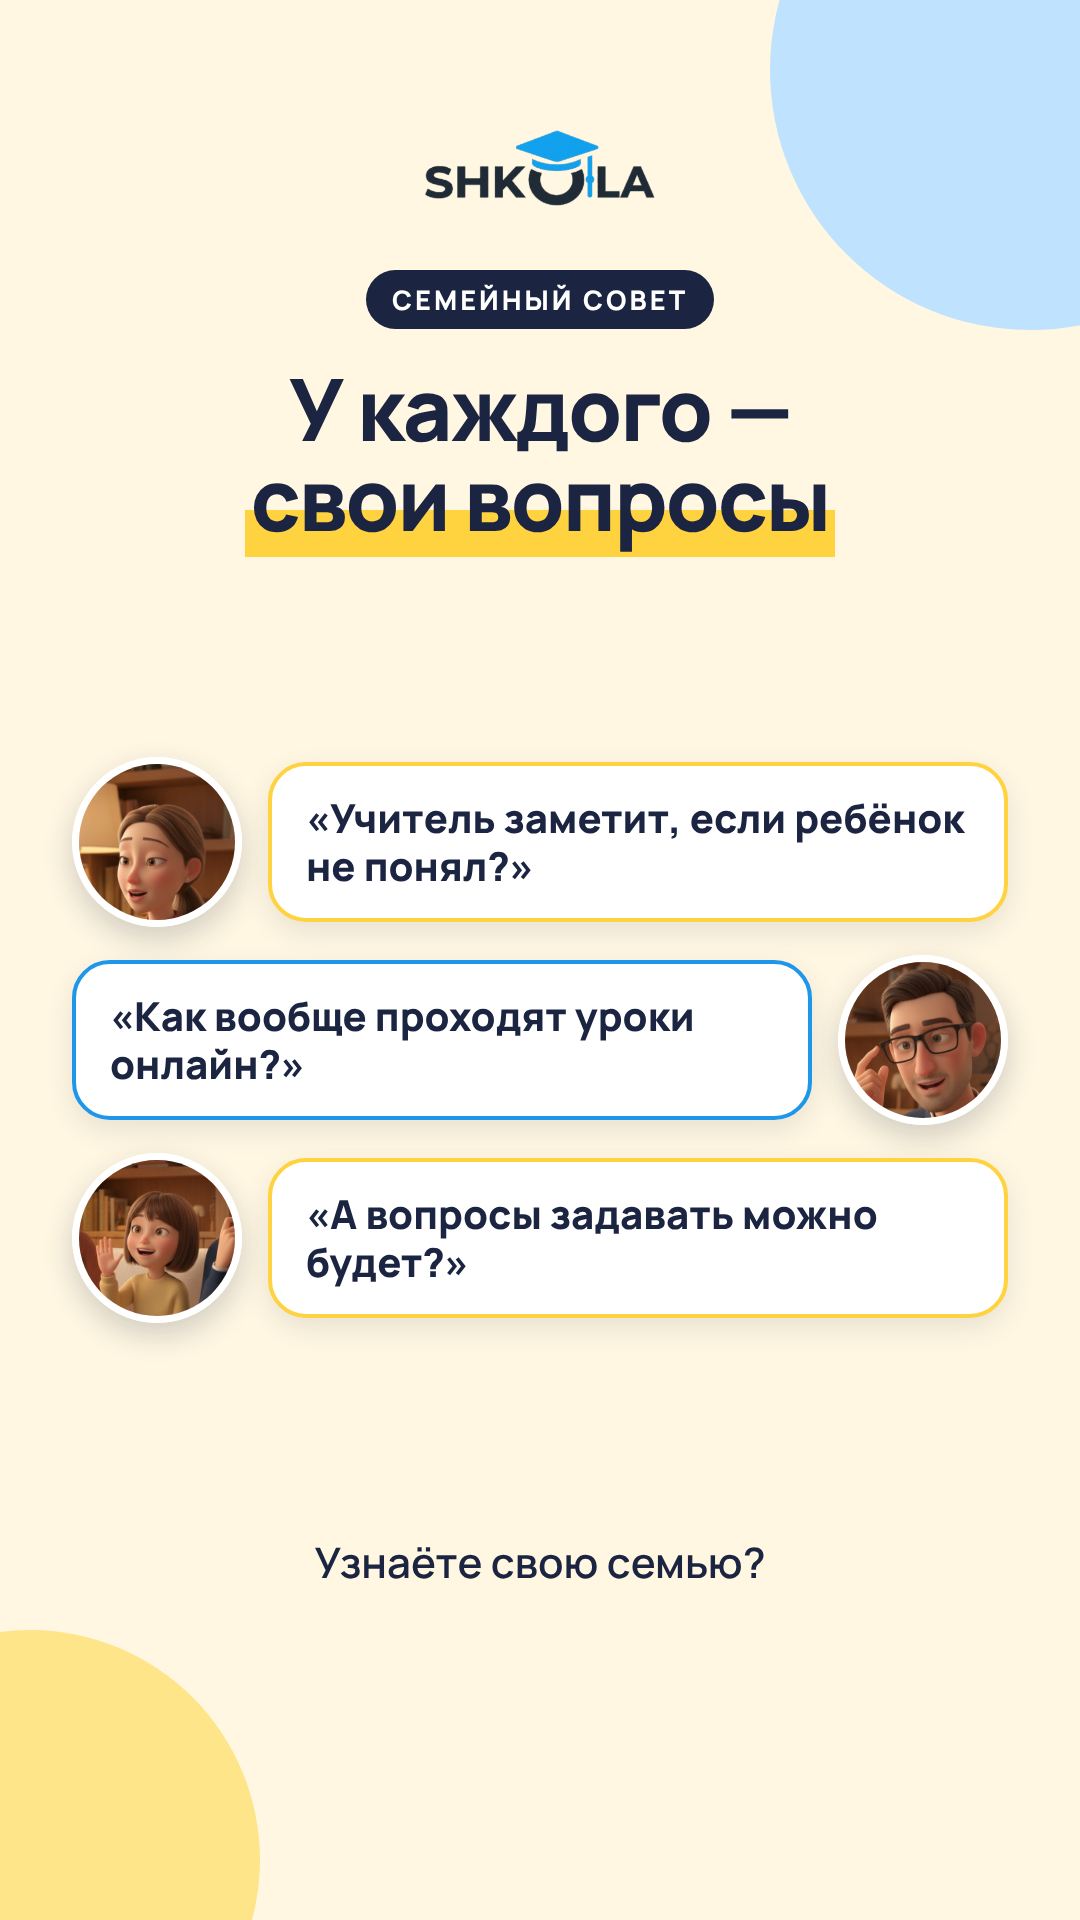 SHKOLA
СЕМЕЙНЫЙ СОВЕТ
У каждого —
свои вопросы
«Учитель заметит, если ребёнок
не понял?»
«Как вообще проходят уроки
онлайн?»
«А вопросы задавать можно
будет?»
Узнаёте свою семью?